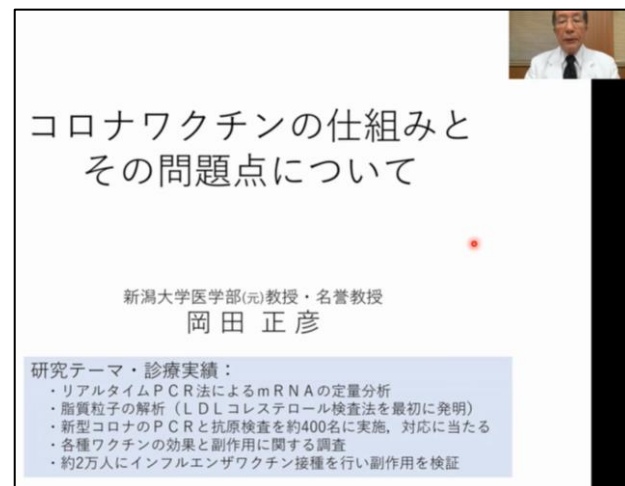 コロナワクチンの仕組みと
その問題点について
新潟大学医学部(元)教授・名誉教授
岡田 正彦
研究テーマ・診療実績：
・リアルタイムＰＣＲ法によるｍＲＮＡの定量分析
・脂質粒子の解析（ＬＤＬコレステロール検査法を最初に発明）
・新型コロナのＰＣＲと抗原検査を約400名に実施，対応に当たる
・各種ワクチンの効果と副作用に関する調査
・約2万人にインフルエンザワクチン接種を行い副作用を検証